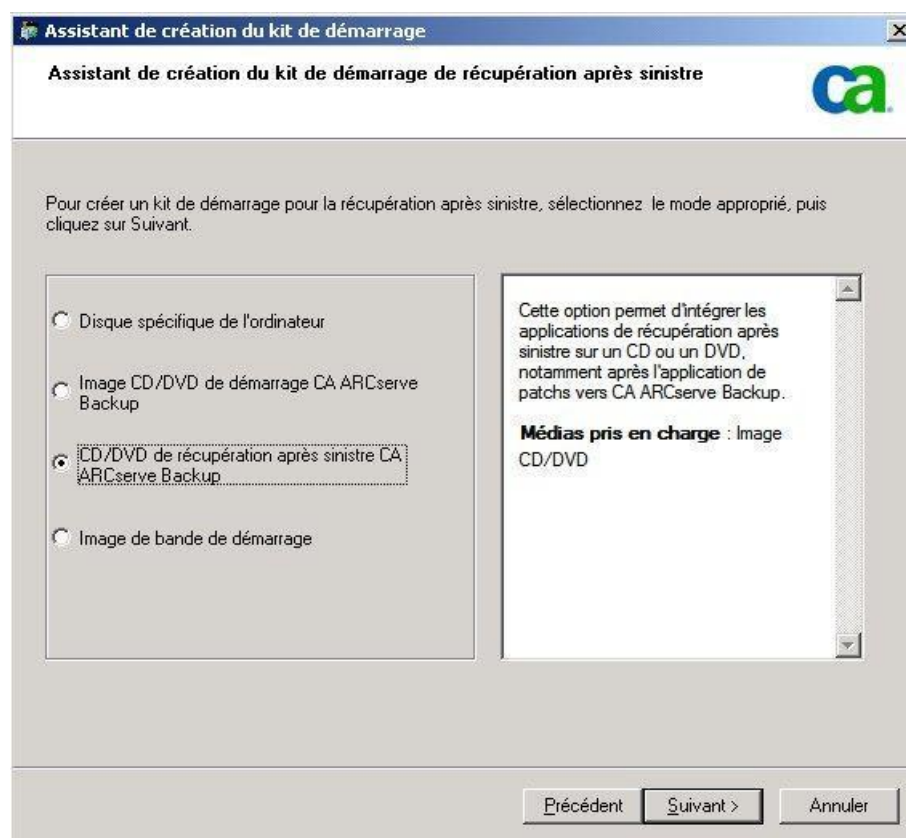 Assistant de création du kit de démarrage
Assistant de création du kit de démarrage de récupération après sinistre
ca
Pour créer un kit de démarrage pour la récupération après sinistre, sélectionnez le mode approprié, puis
cliquez sur Suivant.
Disque spécifique de l'ordinateur
Image CD/DVD de démarrage CA ARCserve
Backup
CD/DVD de récupération après sinistre CA
ARCserve Backup
Image de bande de démarrage
Cette option permet d'intégrer les
applications de récupération après
sinistre sur un CD ou un DVD,
notamment après l'application de
patchs vers CA ARCserve Backup.
Médias pris en charge : Image
CD/DVD
Précédent
Suivant >
Annuler